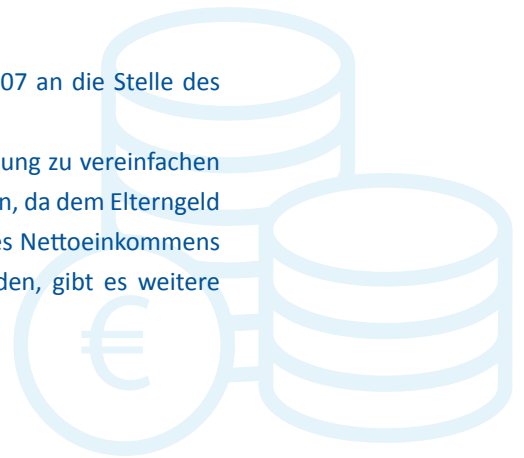 07 an die Stelle des
ung zu vereinfachen
n, da dem Elterngeld
es Nettoeinkommens
den, gibt es weitere
€